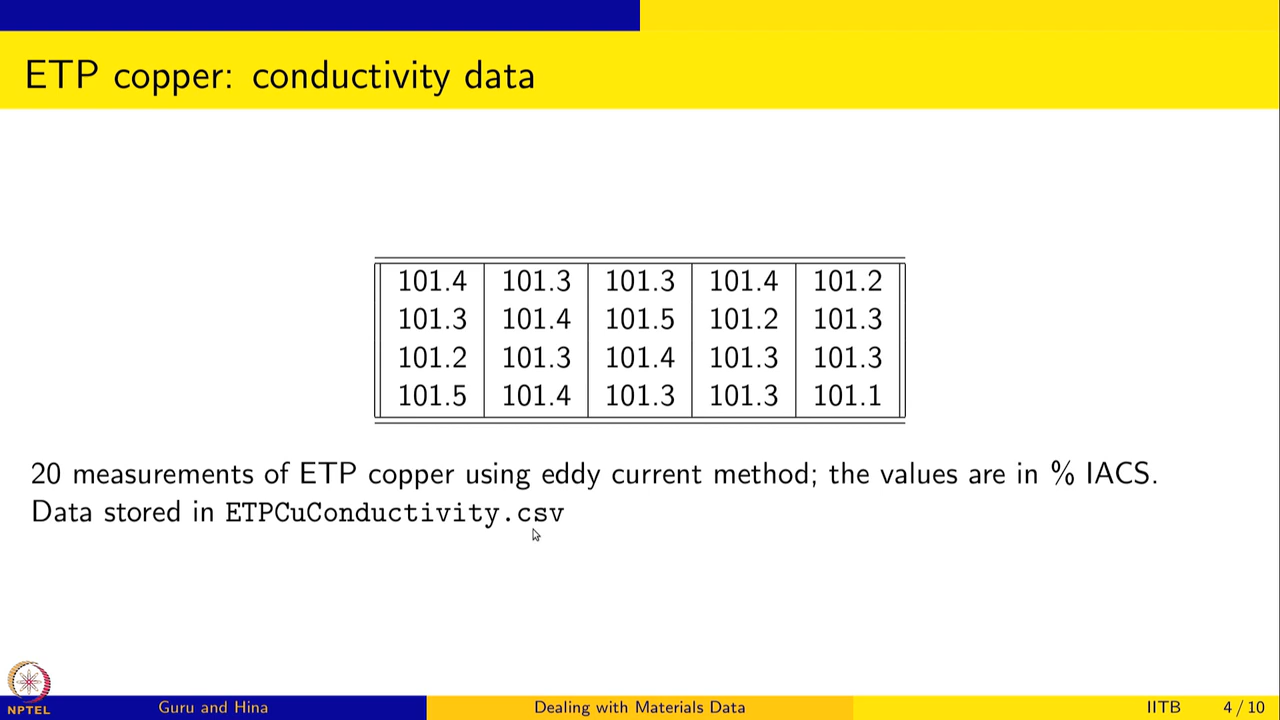 ETP copper: conductivity data
101.4 101.3 101.3 101.4 101.2
101.3 101.4 101.5 101.2 101.3
101.2 101.3 101.4 101.3 101.3
101.5 101.4 101.3 101.3 101.1
20 measurements of ETP copper using eddy current method; the values are in % IACS.
Data stored in ETPCuConductivity.csv
NPTEL
Guru and Hina Dealing with Materials Data IITB 4 / 10